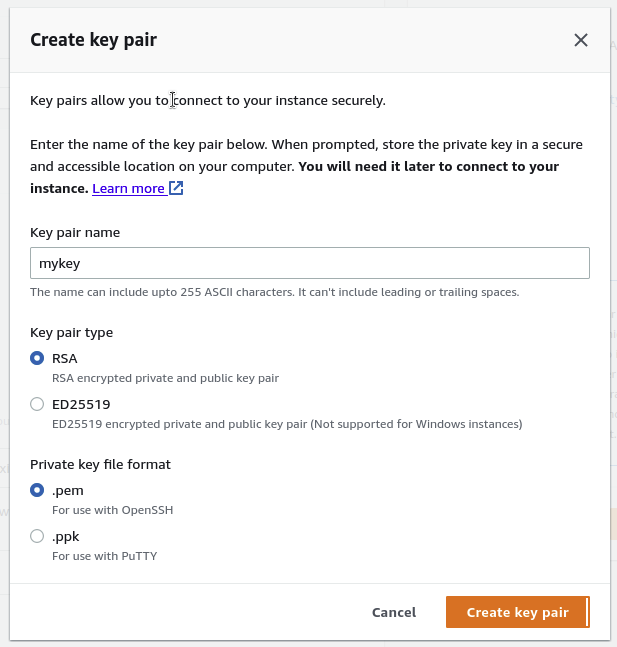 Create key pair
Key pairs allow you to connect to your instance securely.
Enter the name of the key pair below. When prompted, store the private key in a secure
and accessible location on your computer. You will need it later to connect to your
instance. Learn more
Key pair name
mykey
The name can include upto 255 ASCII characters. It can't include leading or trailing spaces.
Key pair type
RSA
RSA encrypted private and public key pair
ED25519
ED25519 encrypted private and public key pair (Not supported for Windows instances)
Private key file format
.pem
For use with OpenSSH
.ppk
For use with PuTTY
Cancel
Create key pair